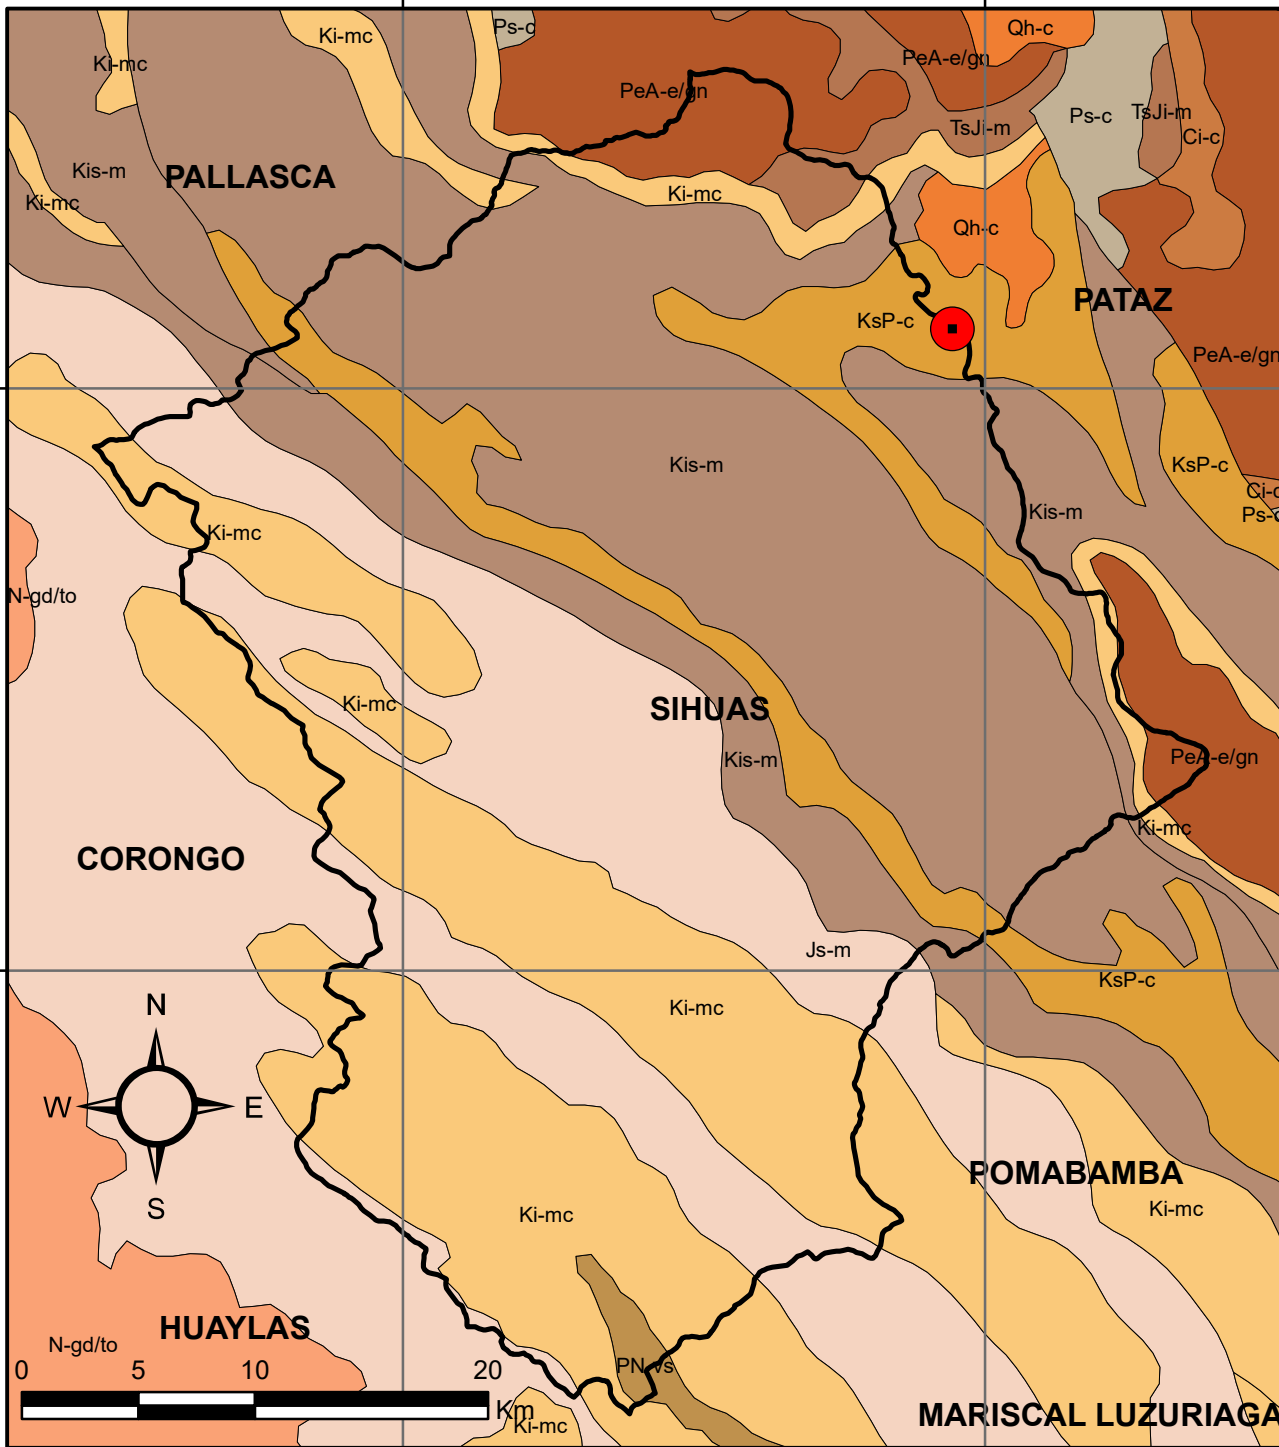 Ps-c
Qh-c
Ki-mc
Ki-mc
PeA-e/gn
PeA-e/gn
Ps-c
TsJi-m
TsJi-m
Ci-c
Kis-m
PALLASCA
Ki-mc
Ki-mc
Qh-c
PATAZ
KsP-c
PeA-e/gn
Kis-m
KsP-c
Ci-c
Ps-c
Kis-m
Ki-mc
N-gd/to
Ki-mc
SIHUAS
Kis-m
PeA-e/gn
Ki-mc
CORONGO
Js-m
KsP-c
Ki-mc
N
W
E
S
POMABAMBA
Ki-mc
Ki-mc
HUAYLAS
N-gd/to
PN-vs
0 5 10 20
Km
Ki-mc
MARISCAL LUZURIAGA